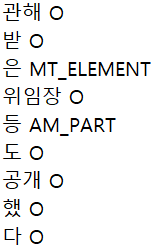 관해 O
받 O
은 MT_ELEMENT
위임장 O
등 AM_PART
도 O
공개 O
했 O
다 O